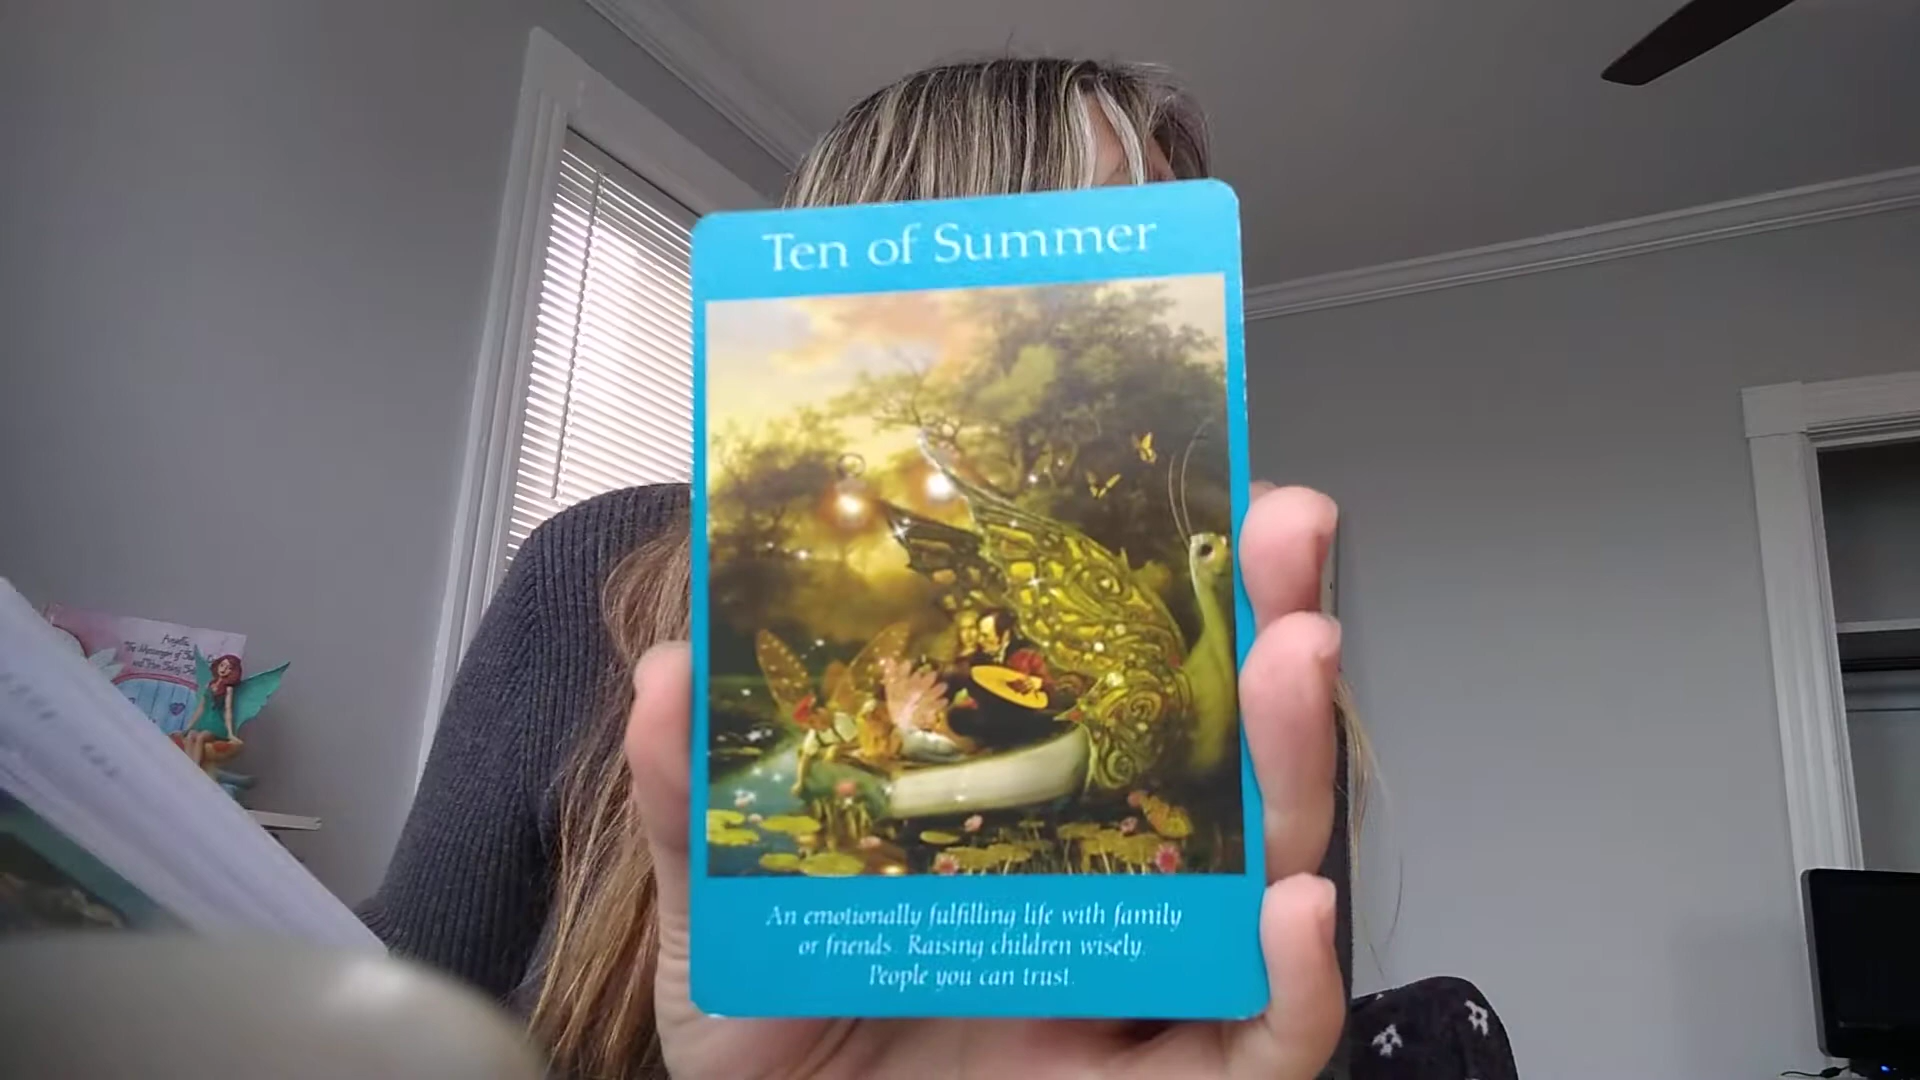 Ten of Summer
An emotionally fulfilling life with family
or friends. Raising children wisely.
People you can trust.